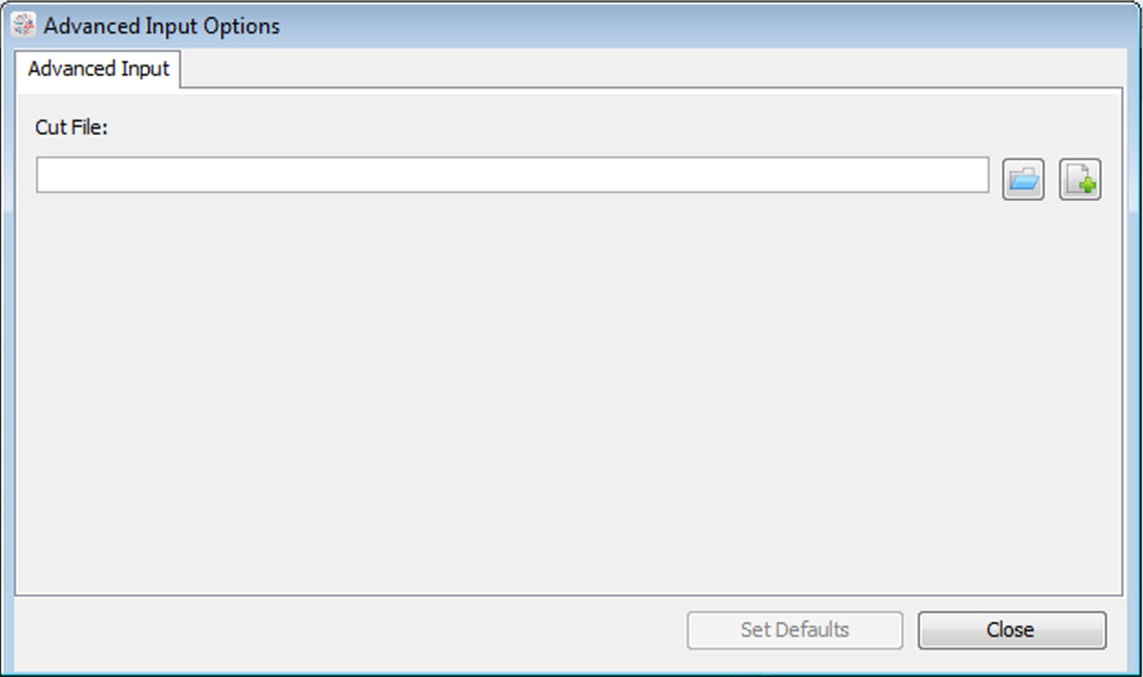 Advanced Input Options
Advanced Input
Cut File:
Set Defaults
Close